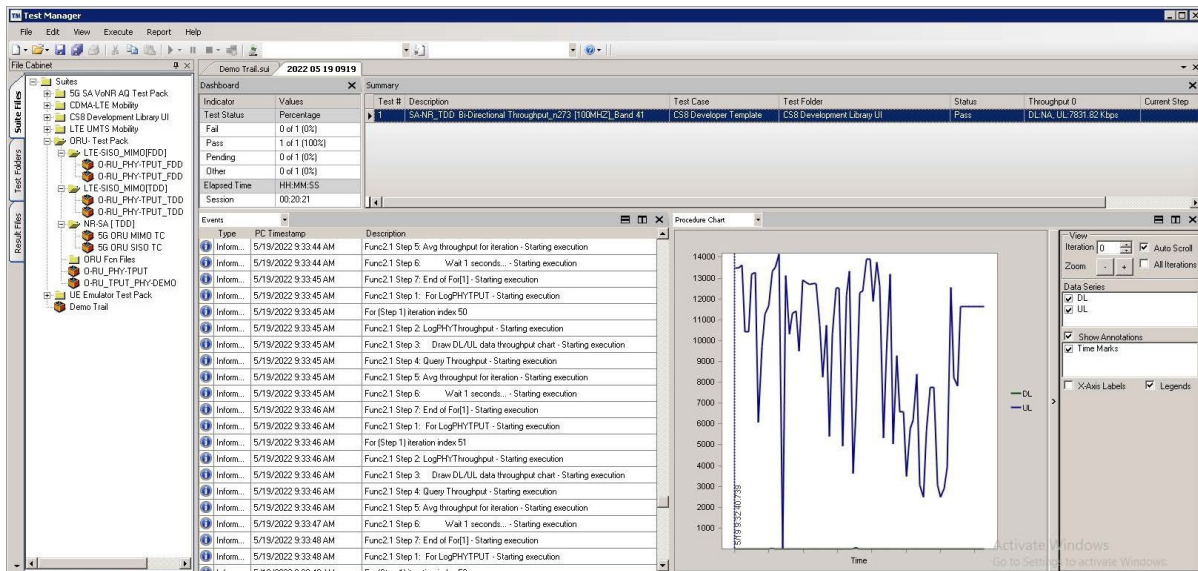 TM Test Manager
File Edit View Execute Report Help
File Cabinet
Suite Files
Test Folders
Result Files
Suites
5G SA VoNR AQ Test Pack
CDMA-LTE Mobility
CS8 Development Library UI
LTE UMTS Mobility
ORU- Test Pack
LTE-SISO_MIMO[FDD]
O-RU_PHY-TPUT_FDD
O-RU_PHY-TPUT_FDD
LTE-SISO_MIMO[TDD]
O-RU_PHY-TPUT_TDD
O-RU_PHY-TPUT_TDD
NR-SA [ TDD]
5G ORU MIMO TC
5G ORU SISO TC
ORU Fcn Files
O-RU_PHY-TPUT
O-RU_TPUT_PHY-DEMO
UE Emulator Test Pack
Demo Trail
Demo Trail.sui 2022 05 19 0919
Dashboard
Indicator Values
Test Status Percentage
Fail 0 of 1 (0%)
Pass 1 of 1 (100%)
Pending 0 of 1 (0%)
Other 0 of 1 (0%)
Elapsed Time HH:MM:SS
Session 00:20:21
Summary
Test # Description Test Case Test Folder Status Throughput 0 Current Step
1 SA-NR_TDD Bi-Directional Throughput_n273 [100MHZ]_Band 41 CS8 Developer Template CS8 Development Library UI Pass DL:NA, UL:7831.82 Kbps
Events
Type PC Timestamp Description
Inform... 5/19/2022 9:33:44 AM Func2.1 Step 5: Avg throughput for iteration - Starting execution
Inform... 5/19/2022 9:33:44 AM Func2.1 Step 6: Wait 1 seconds... - Starting execution
Inform... 5/19/2022 9:33:45 AM Func2.1 Step 7: End of For[1] - Starting execution
Inform... 5/19/2022 9:33:45 AM Func2.1 Step 1: For LogPHYTPUT - Starting execution
Inform... 5/19/2022 9:33:45 AM For (Step 1) iteration index 50
Inform... 5/19/2022 9:33:45 AM Func2.1 Step 2: LogPHYThroughput - Starting execution
Inform... 5/19/2022 9:33:45 AM Func2.1 Step 3: Draw DL/UL data throughput chart - Starting execution
Inform... 5/19/2022 9:33:45 AM Func2.1 Step 4: Query Throughput - Starting execution
Inform... 5/19/2022 9:33:45 AM Func2.1 Step 5: Avg throughput for iteration - Starting execution
Inform... 5/19/2022 9:33:45 AM Func2.1 Step 6: Wait 1 seconds... - Starting execution
Inform... 5/19/2022 9:33:46 AM Func2.1 Step 7: End of For[1] - Starting execution
Inform... 5/19/2022 9:33:46 AM Func2.1 Step 1: For LogPHYTPUT - Starting execution
Inform... 5/19/2022 9:33:46 AM For (Step 1) iteration index 51
Inform... 5/19/2022 9:33:46 AM Func2.1 Step 2: LogPHYThroughput - Starting execution
Inform... 5/19/2022 9:33:46 AM Func2.1 Step 3: Draw DL/UL data throughput chart - Starting execution
Inform... 5/19/2022 9:33:46 AM Func2.1 Step 4: Query Throughput - Starting execution
Inform... 5/19/2022 9:33:46 AM Func2.1 Step 5: Avg throughput for iteration - Starting execution
Inform... 5/19/2022 9:33:47 AM Func2.1 Step 6: Wait 1 seconds... - Starting execution
Inform... 5/19/2022 9:33:48 AM Func2.1 Step 7: End of For[1] - Starting execution
Inform... 5/19/2022 9:33:48 AM Func2.1 Step 1: For LogPHYTPUT - Starting execution
Procedure Chart
14000
13000
12000
11000
10000
9000
8000
7000
6000
5000
4000
3000
2000
1000
5/19 9:32:40.739
Time
DL
UL
View
Iteration 0 Auto Scroll
Zoom - + All Iterations
Data Series
DL
UL
Show Annotations
Time Marks
X-Axis Labels Legends
Activate Windows
Go to Settings to activate Windows.